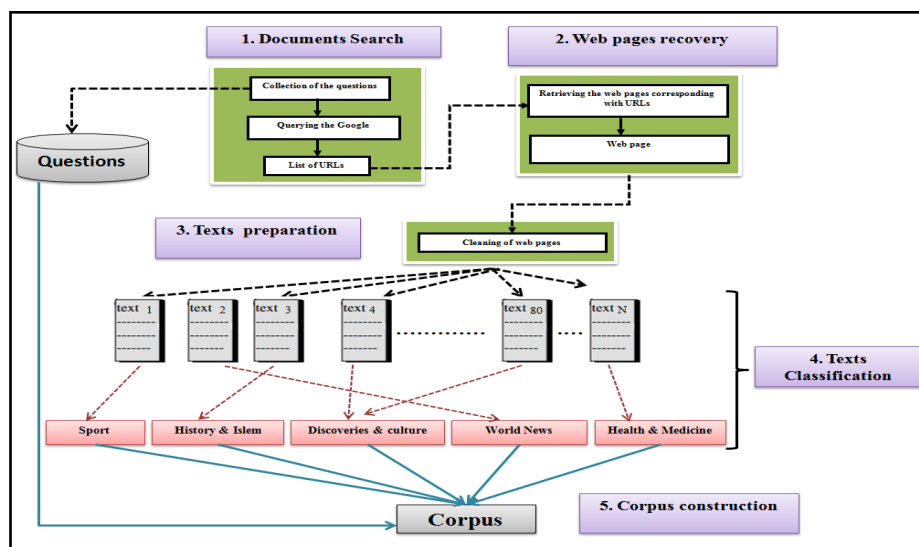 1. Documents Search
2. Web pages recovery
Collection of the questions
Querying the Google
List of URLs
Retrieving the web pages corresponding
with URLs
Web page
Questions
3. Texts preparation
Cleaning of web pages
text 1
text 2
text 3
text 4
text 80
text N
4. Texts
Classification
Sport
History & Islem
Discoveries & culture
World News
Health & Medicine
Corpus
5. Corpus construction